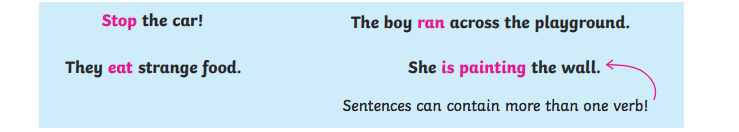 Stop the car!
The boy ran across the playground.
They eat strange food.
She is painting the wall.
Sentences can contain more than one verb!